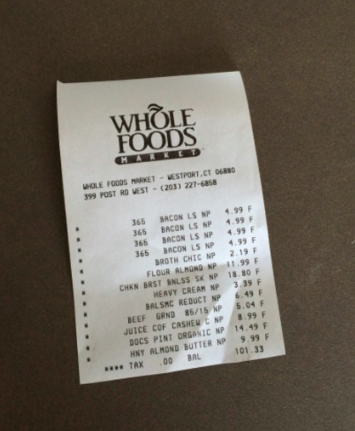 WHOLE
FOODS
MARKET
WHOLE FOODS MARKET - WESTPORT,CT 06880
399 POST RD WEST - (203) 227-6858
365 BACON LS NP 4.99 F
365 BACON LS NP 4.99 F
365 BACON LS NP 4.99 F
365 BACON LS NP 4.99 F
BROTH CHIC NP 2.19 F
FLOUR ALMOND NP 11.99 F
CHKN BRST BNLSS SK NP 18.80 F
HEAVY CREAM NP 3.39 F
BALSMC REDUCT NP 6.49 F
BEEF GRND 85/15 NP 5.04 F
JUICE COF CASHEW C NP 8.99 F
DOCS PINT ORGANIC NP 14.49 F
HNY ALMOND BUTTER NP 9.99 F
**** TAX .00 BAL 101.33